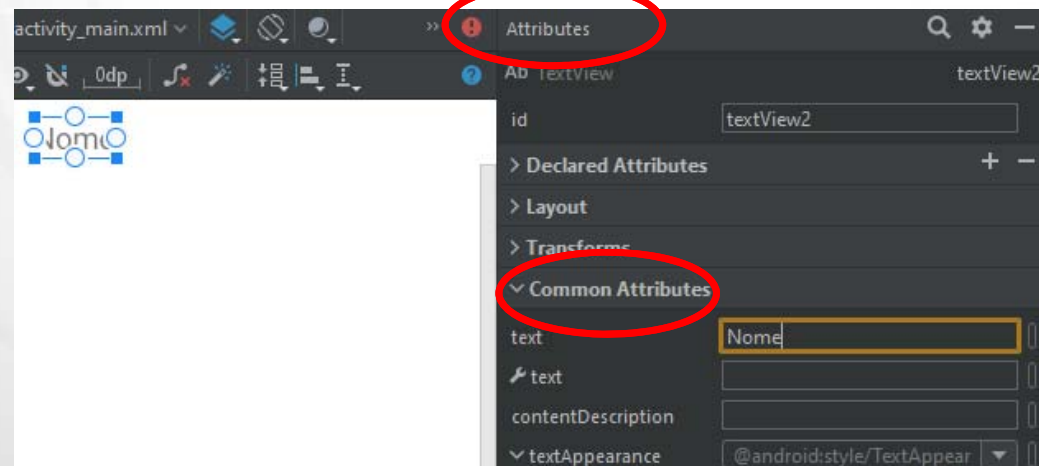 activity_main.xml
Attributes
0dp
Ab TextView
textView2
Nome
id
textView2
Declared Attributes
Layout
Transforms
Common Attributes
text
Nome
text
contentDescription
textAppearance
@android:style/TextAppear